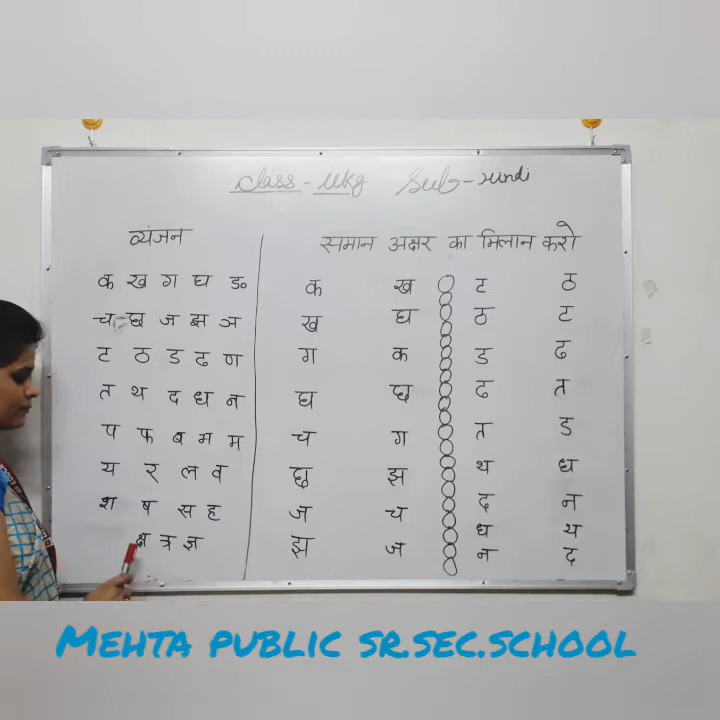 Class - UKg Sub - Hindi
व्यंजन
क ख ग घ ङ
च छ ज झ ञ
ट ठ ड ढ ण
त थ द ध न
प फ ब भ म
य र ल व
श ष स ह
क्ष त्र ज्ञ
समान अक्षर का मिलान करो
क ख
ख घ
ग क
घ छ
च ग
छ झ
ज च
झ ज
ट ठ
ठ ट
ड ढ
ढ त
त ड
थ ध
द न
ध थ
न द
MEHTA PUBLIC SR.SEC.SCHOOL